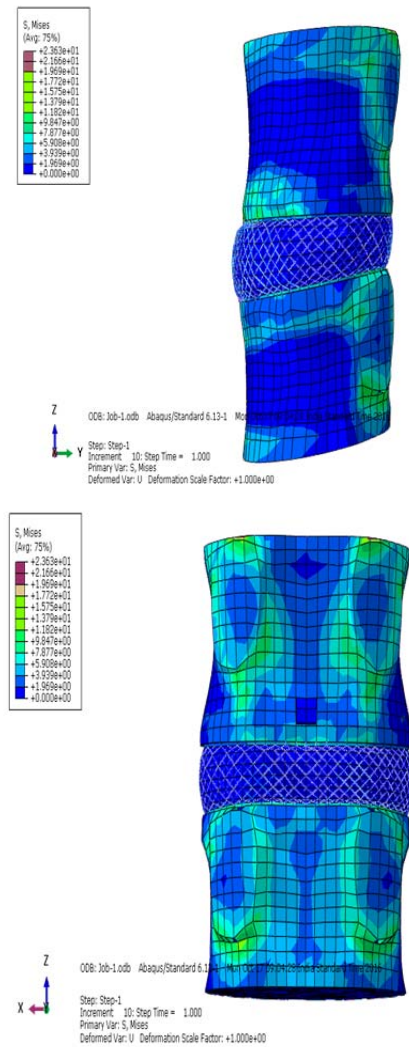 S, Mises
(Avg: 75%)
+2.363e+01
+2.166e+01
+1.969e+01
+1.772e+01
+1.575e+01
+1.379e+01
+1.182e+01
+9.847e+00
+7.877e+00
+5.908e+00
+3.939e+00
+1.969e+00
+0.000e+00
Z
Y
ODB: Job-1.odb Abaqus/Standard 6.13-1
Step: Step-1
Increment 10: Step Time = 1.000
Primary Var: S, Mises
Deformed Var: U Deformation Scale Factor: +1.000e+00
S, Mises
(Avg: 75%)
+2.363e+01
+2.166e+01
+1.969e+01
+1.772e+01
+1.575e+01
+1.379e+01
+1.182e+01
+9.847e+00
+7.877e+00
+5.908e+00
+3.939e+00
+1.969e+00
+0.000e+00
Z
X
ODB: Job-1.odb Abaqus/Standard
Step: Step-1
Increment 10: Step Time = 1.000
Primary Var: S, Mises
Deformed Var: U Deformation Scale Factor: +1.000e+00